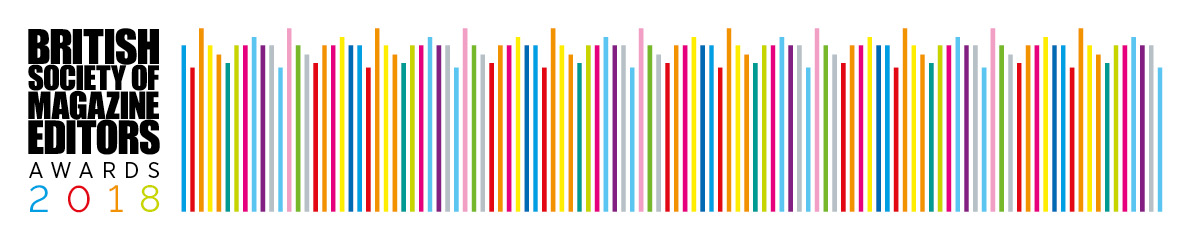 BRITISH
SOCIETY OF
MAGAZINE
EDITORS
AWARDS
2018